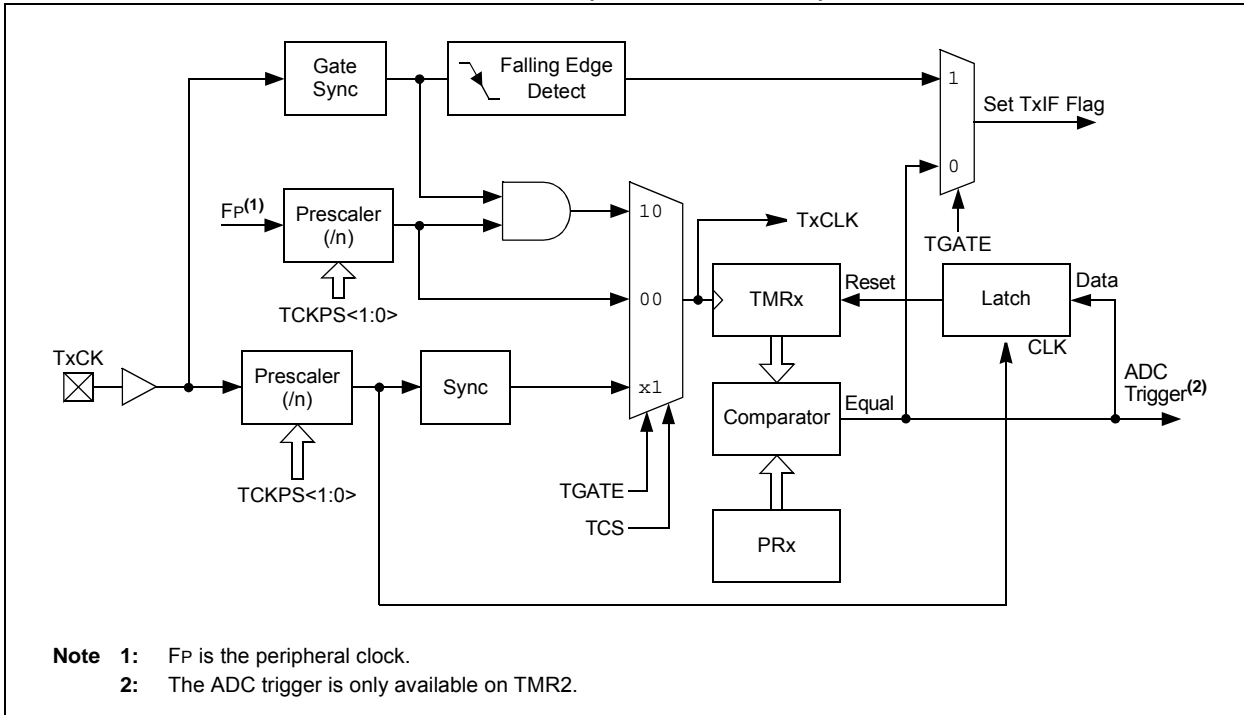 Gate
Sync
Falling Edge
Detect
1
Set TxIF Flag
0
FP(1)
Prescaler
(/n)
10
TxCLK
TGATE
TCKPS<1:0>
00
TMRx
Reset
Latch
Data
CLK
TxCK
Prescaler
(/n)
Sync
x1
Comparator
Equal
ADC
Trigger(2)
TCKPS<1:0>
TGATE
TCS
PRx
Note 1: FP is the peripheral clock.
2: The ADC trigger is only available on TMR2.